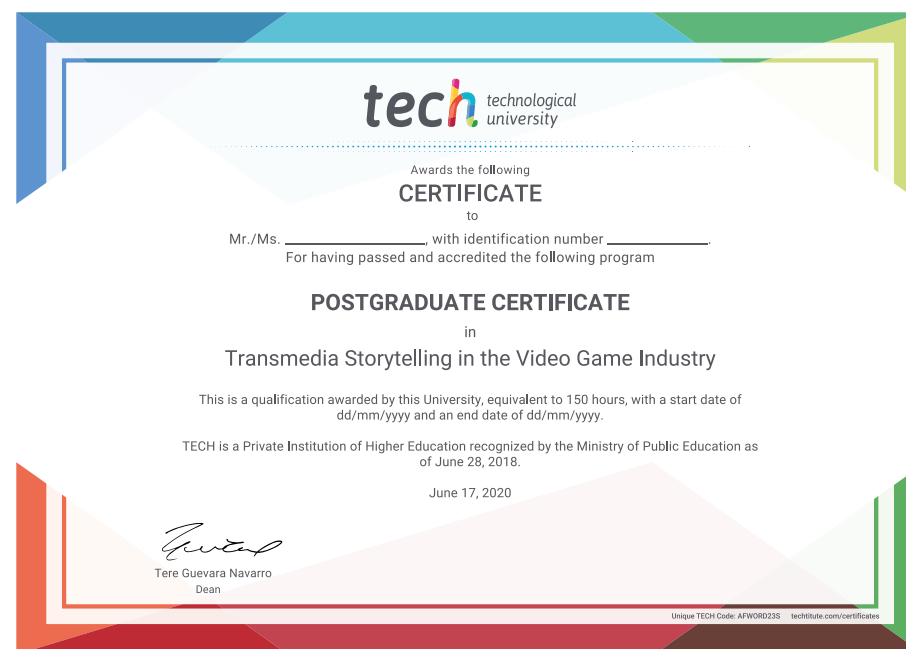 tech technological
university
Awards the following
CERTIFICATE
to
Mr./Ms. ____________________, with identification number ______________.
For having passed and accredited the following program
POSTGRADUATE CERTIFICATE
in
Transmedia Storytelling in the Video Game Industry
This is a qualification awarded by this University, equivalent to 150 hours, with a start date of
dd/mm/yyyy and an end date of dd/mm/yyyy.
TECH is a Private Institution of Higher Education recognized by the Ministry of Public Education as
of June 28, 2018.
June 17, 2020
Tere Guevara Navarro
Dean
Unique TECH Code: AFWORD23S techtitute.com/certificates